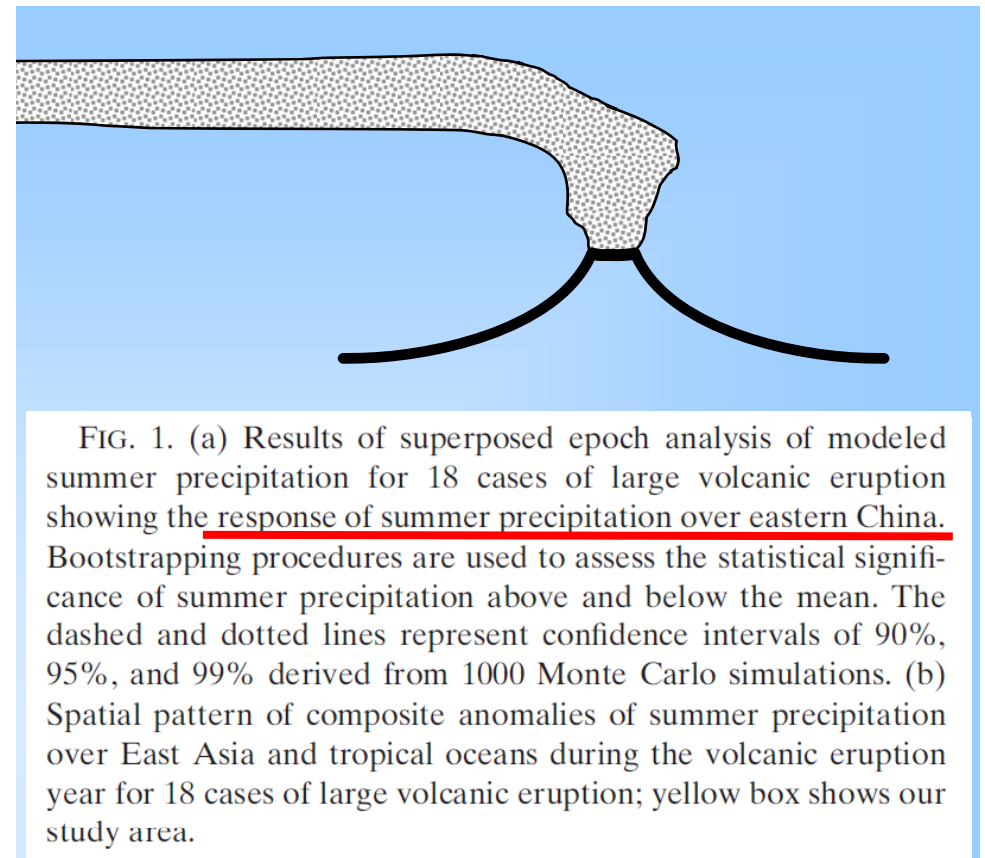 FIG. 1. (a) Results of superposed epoch analysis of modeled
summer precipitation for 18 cases of large volcanic eruption
showing the response of summer precipitation over eastern China.
Bootstrapping procedures are used to assess the statistical signifi-
cance of summer precipitation above and below the mean. The
dashed and dotted lines represent confidence intervals of 90%,
95%, and 99% derived from 1000 Monte Carlo simulations. (b)
Spatial pattern of composite anomalies of summer precipitation
over East Asia and tropical oceans during the volcanic eruption
year for 18 cases of large volcanic eruption; yellow box shows our
study area.